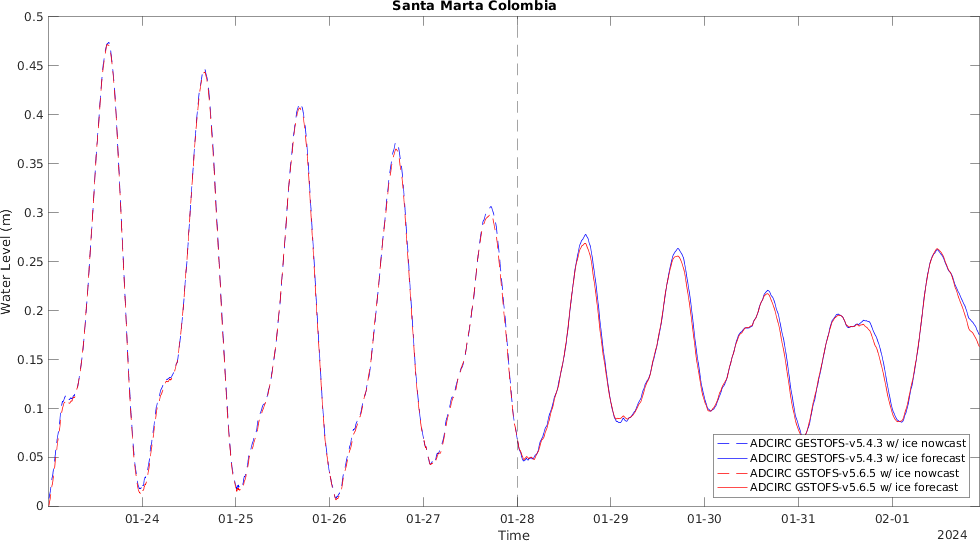 Santa Marta Colombia
0.5
0.45
0.4
0.35
0.3
0.25
0.2
0.15
0.1
0.05
0
Water Level (m)
ADCIRC GESTOFS-v5.4.3 w/ ice nowcast
ADCIRC GESTOFS-v5.4.3 w/ ice forecast
ADCIRC GSTOFS-v5.6.5 w/ ice nowcast
ADCIRC GSTOFS-v5.6.5 w/ ice forecast
01-24 01-25 01-26 01-27 01-28 01-29 01-30 01-31 02-01
Time
2024